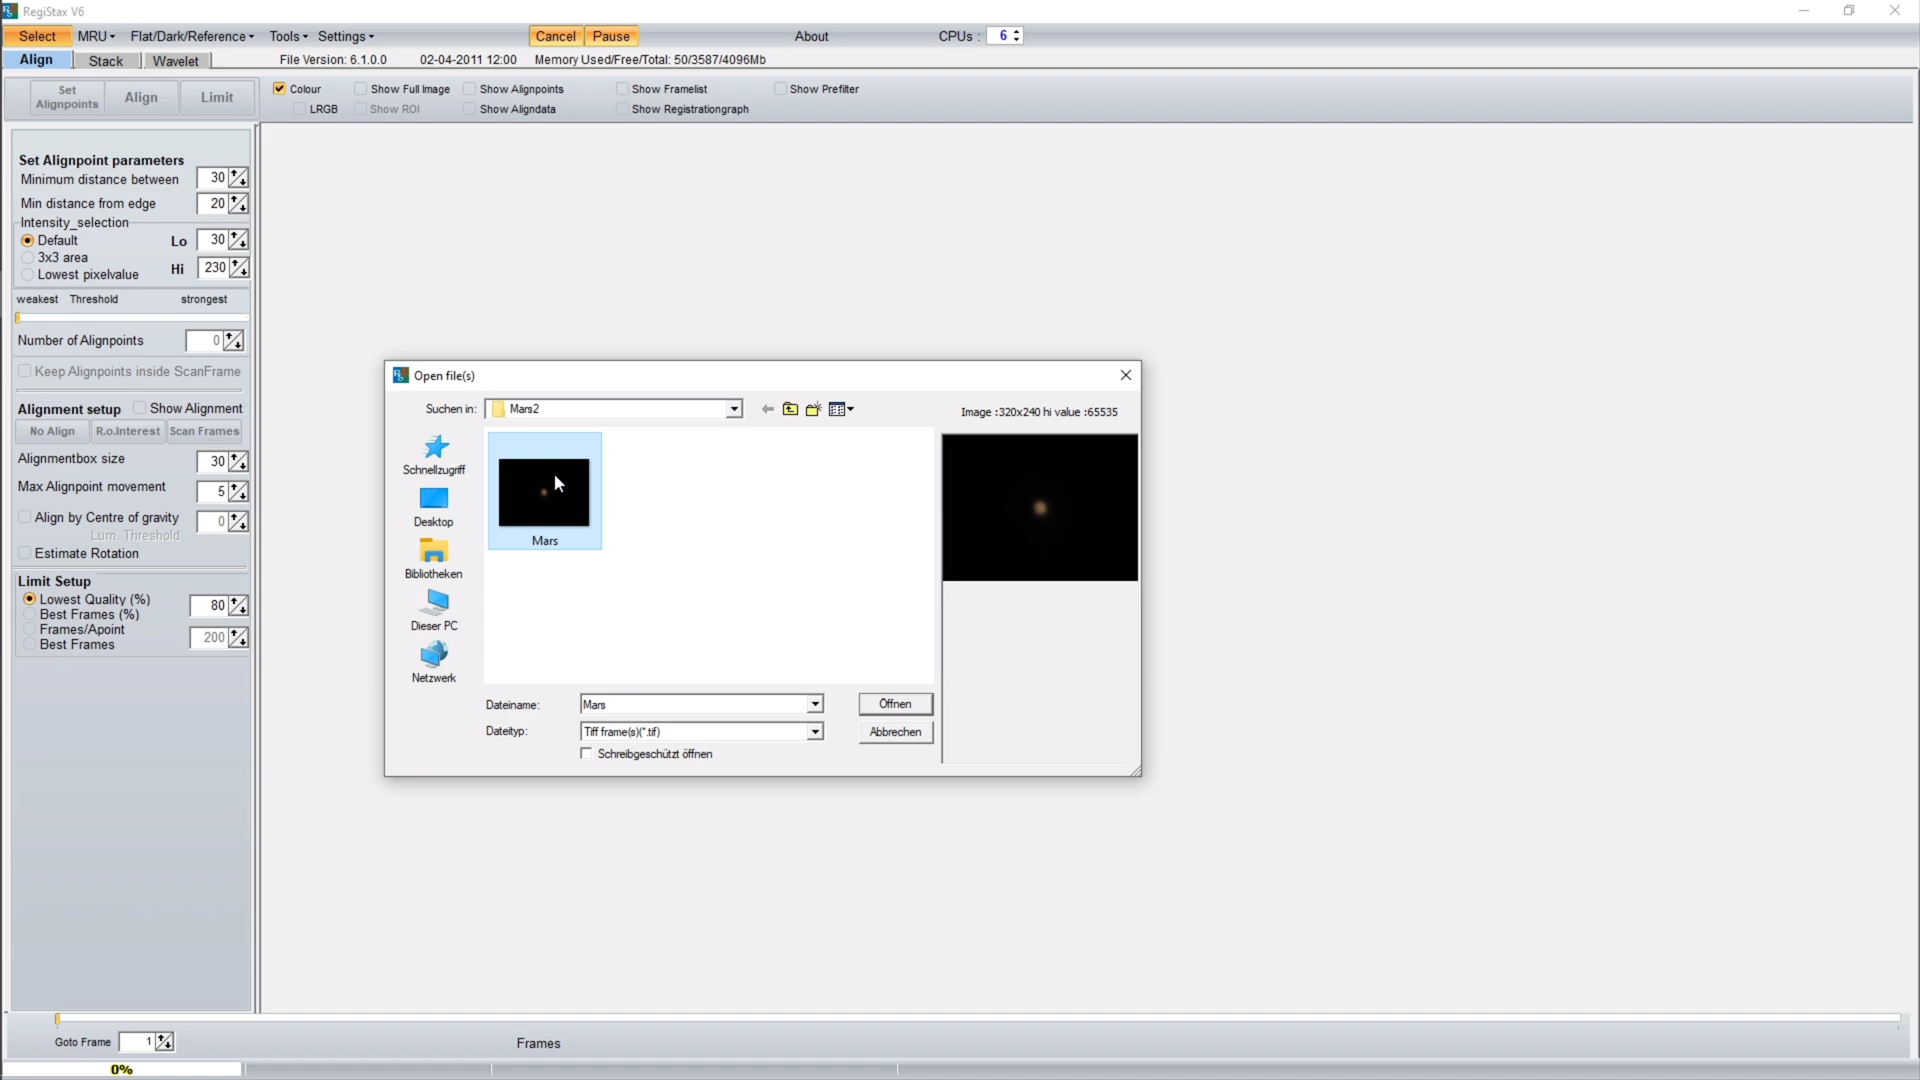 RegiStax V6
Select MRU Flat/Dark/Reference Tools Settings Cancel Pause About CPUs : 6
Align Stack Wavelet File Version: 6.1.0.0 02-04-2011 12:00 Memory Used/Free/Total: 50/3587/4096Mb
Set Alignpoints Align Limit
Colour Show Full Image Show Alignpoints Show Framelist Show Prefilter
LRGB Show ROI Show Aligndata Show Registrationgraph
Set Alignpoint parameters
Minimum distance between 30
Min distance from edge 20
Intensity_selection
Default Lo 30
3x3 area
Lowest pixelvalue Hi 230
weakest Threshold strongest
Number of Alignpoints 0
Keep Alignpoints inside ScanFrame
Alignment setup Show Alignment
No Align R.o.Interest Scan Frames
Alignmentbox size 30
Max Alignpoint movement 5
Align by Centre of gravity 0
Lum. Threshold
Estimate Rotation
Limit Setup
Lowest Quality (%) 80
Best Frames (%)
Frames/Apoint
Best Frames 200
Open file(s)
Suchen in: Mars2
Image :320x240 hi value :65535
Schnellzugriff
Desktop
Bibliotheken
Dieser PC
Netzwerk
Mars
Dateiname: Mars Öffnen
Dateityp: Tiff frame(s)(*.tif) Abbrechen
Schreibgeschützt öffnen
Goto Frame 1 Frames
0%